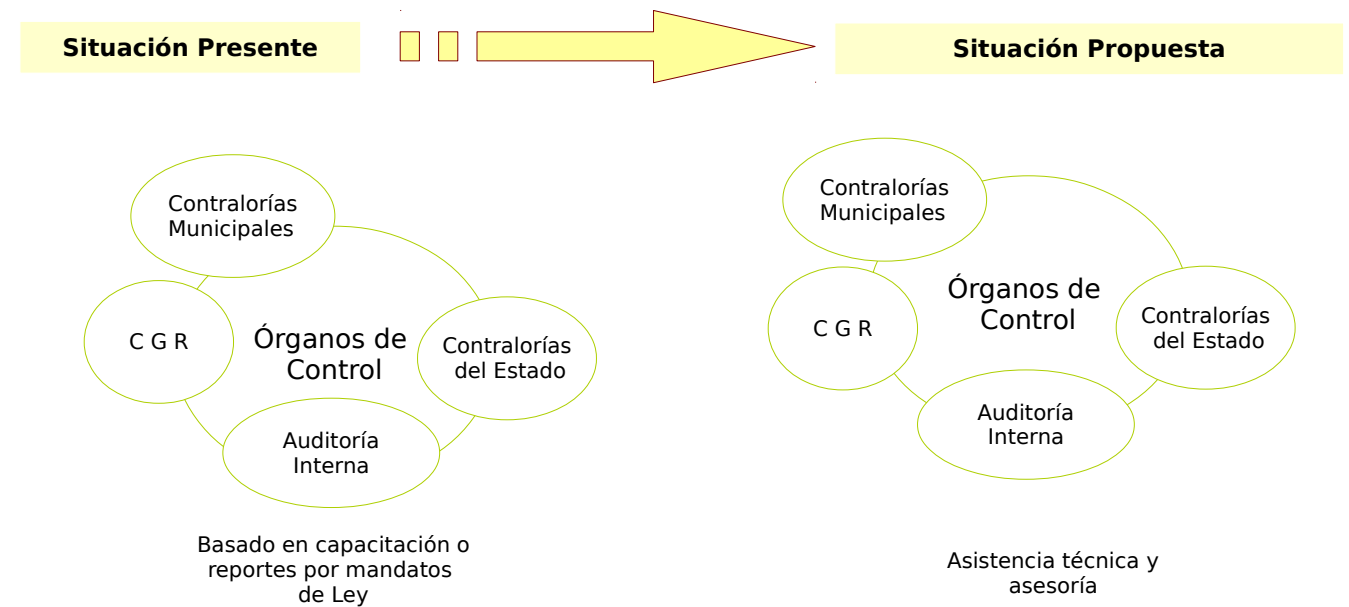 Situación Presente
Situación Propuesta
Contralorías
Municipales
C G R
Órganos de
Control
Contralorías
del Estado
Auditoría
Interna
Basado en capacitación o
reportes por mandatos
de Ley
Contralorías
Municipales
C G R
Órganos de
Control
Contralorías
del Estado
Auditoría
Interna
Asistencia técnica y
asesoría